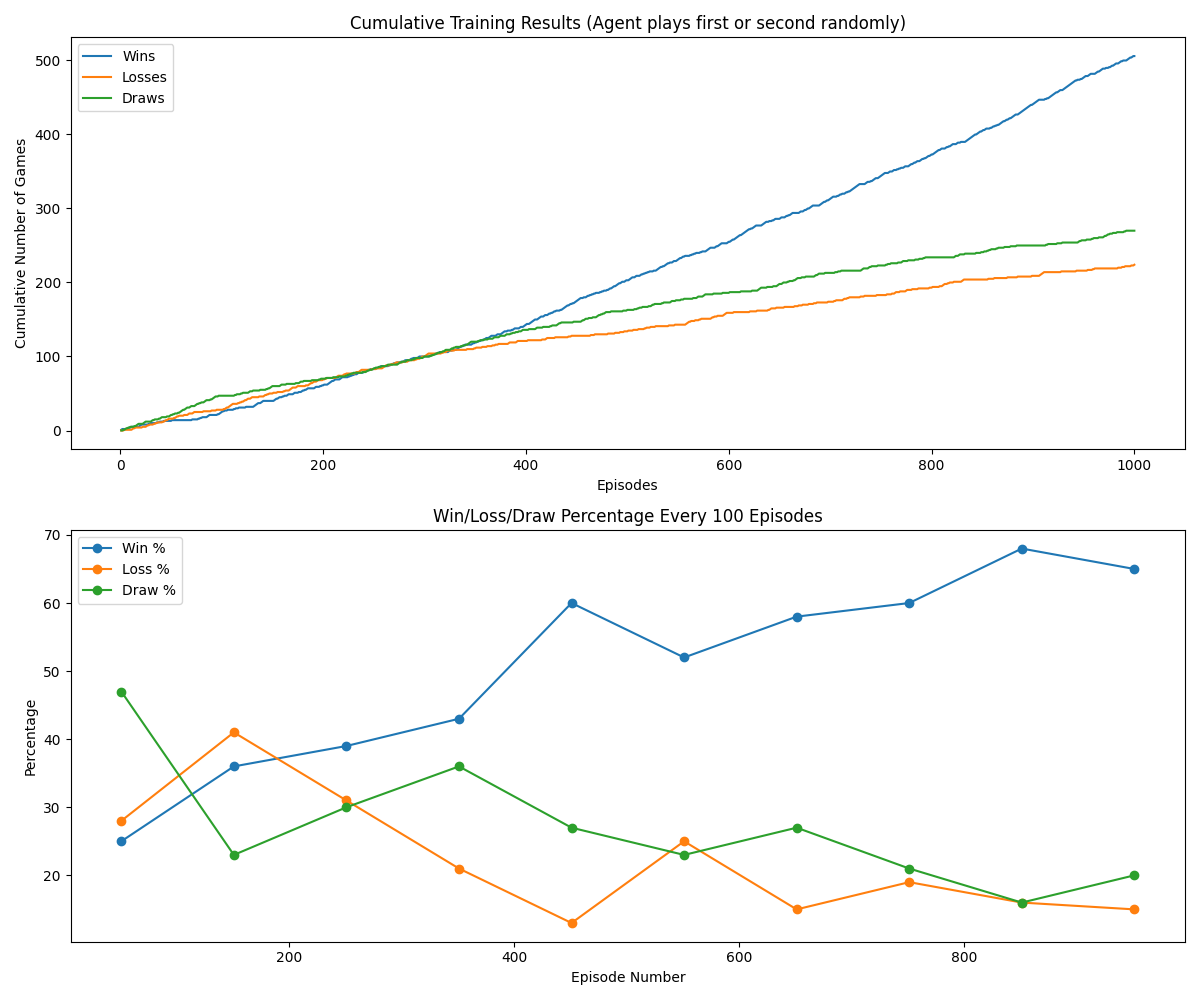 Cumulative Training Results (Agent plays first or second randomly)
Wins
Losses
Draws
Cumulative Number of Games
500
400
300
200
100
0
0 200 400 600 800 1000
Episodes
Win/Loss/Draw Percentage Every 100 Episodes
Win %
Loss %
Draw %
Percentage
70
60
50
40
30
20
200 400 600 800
Episode Number